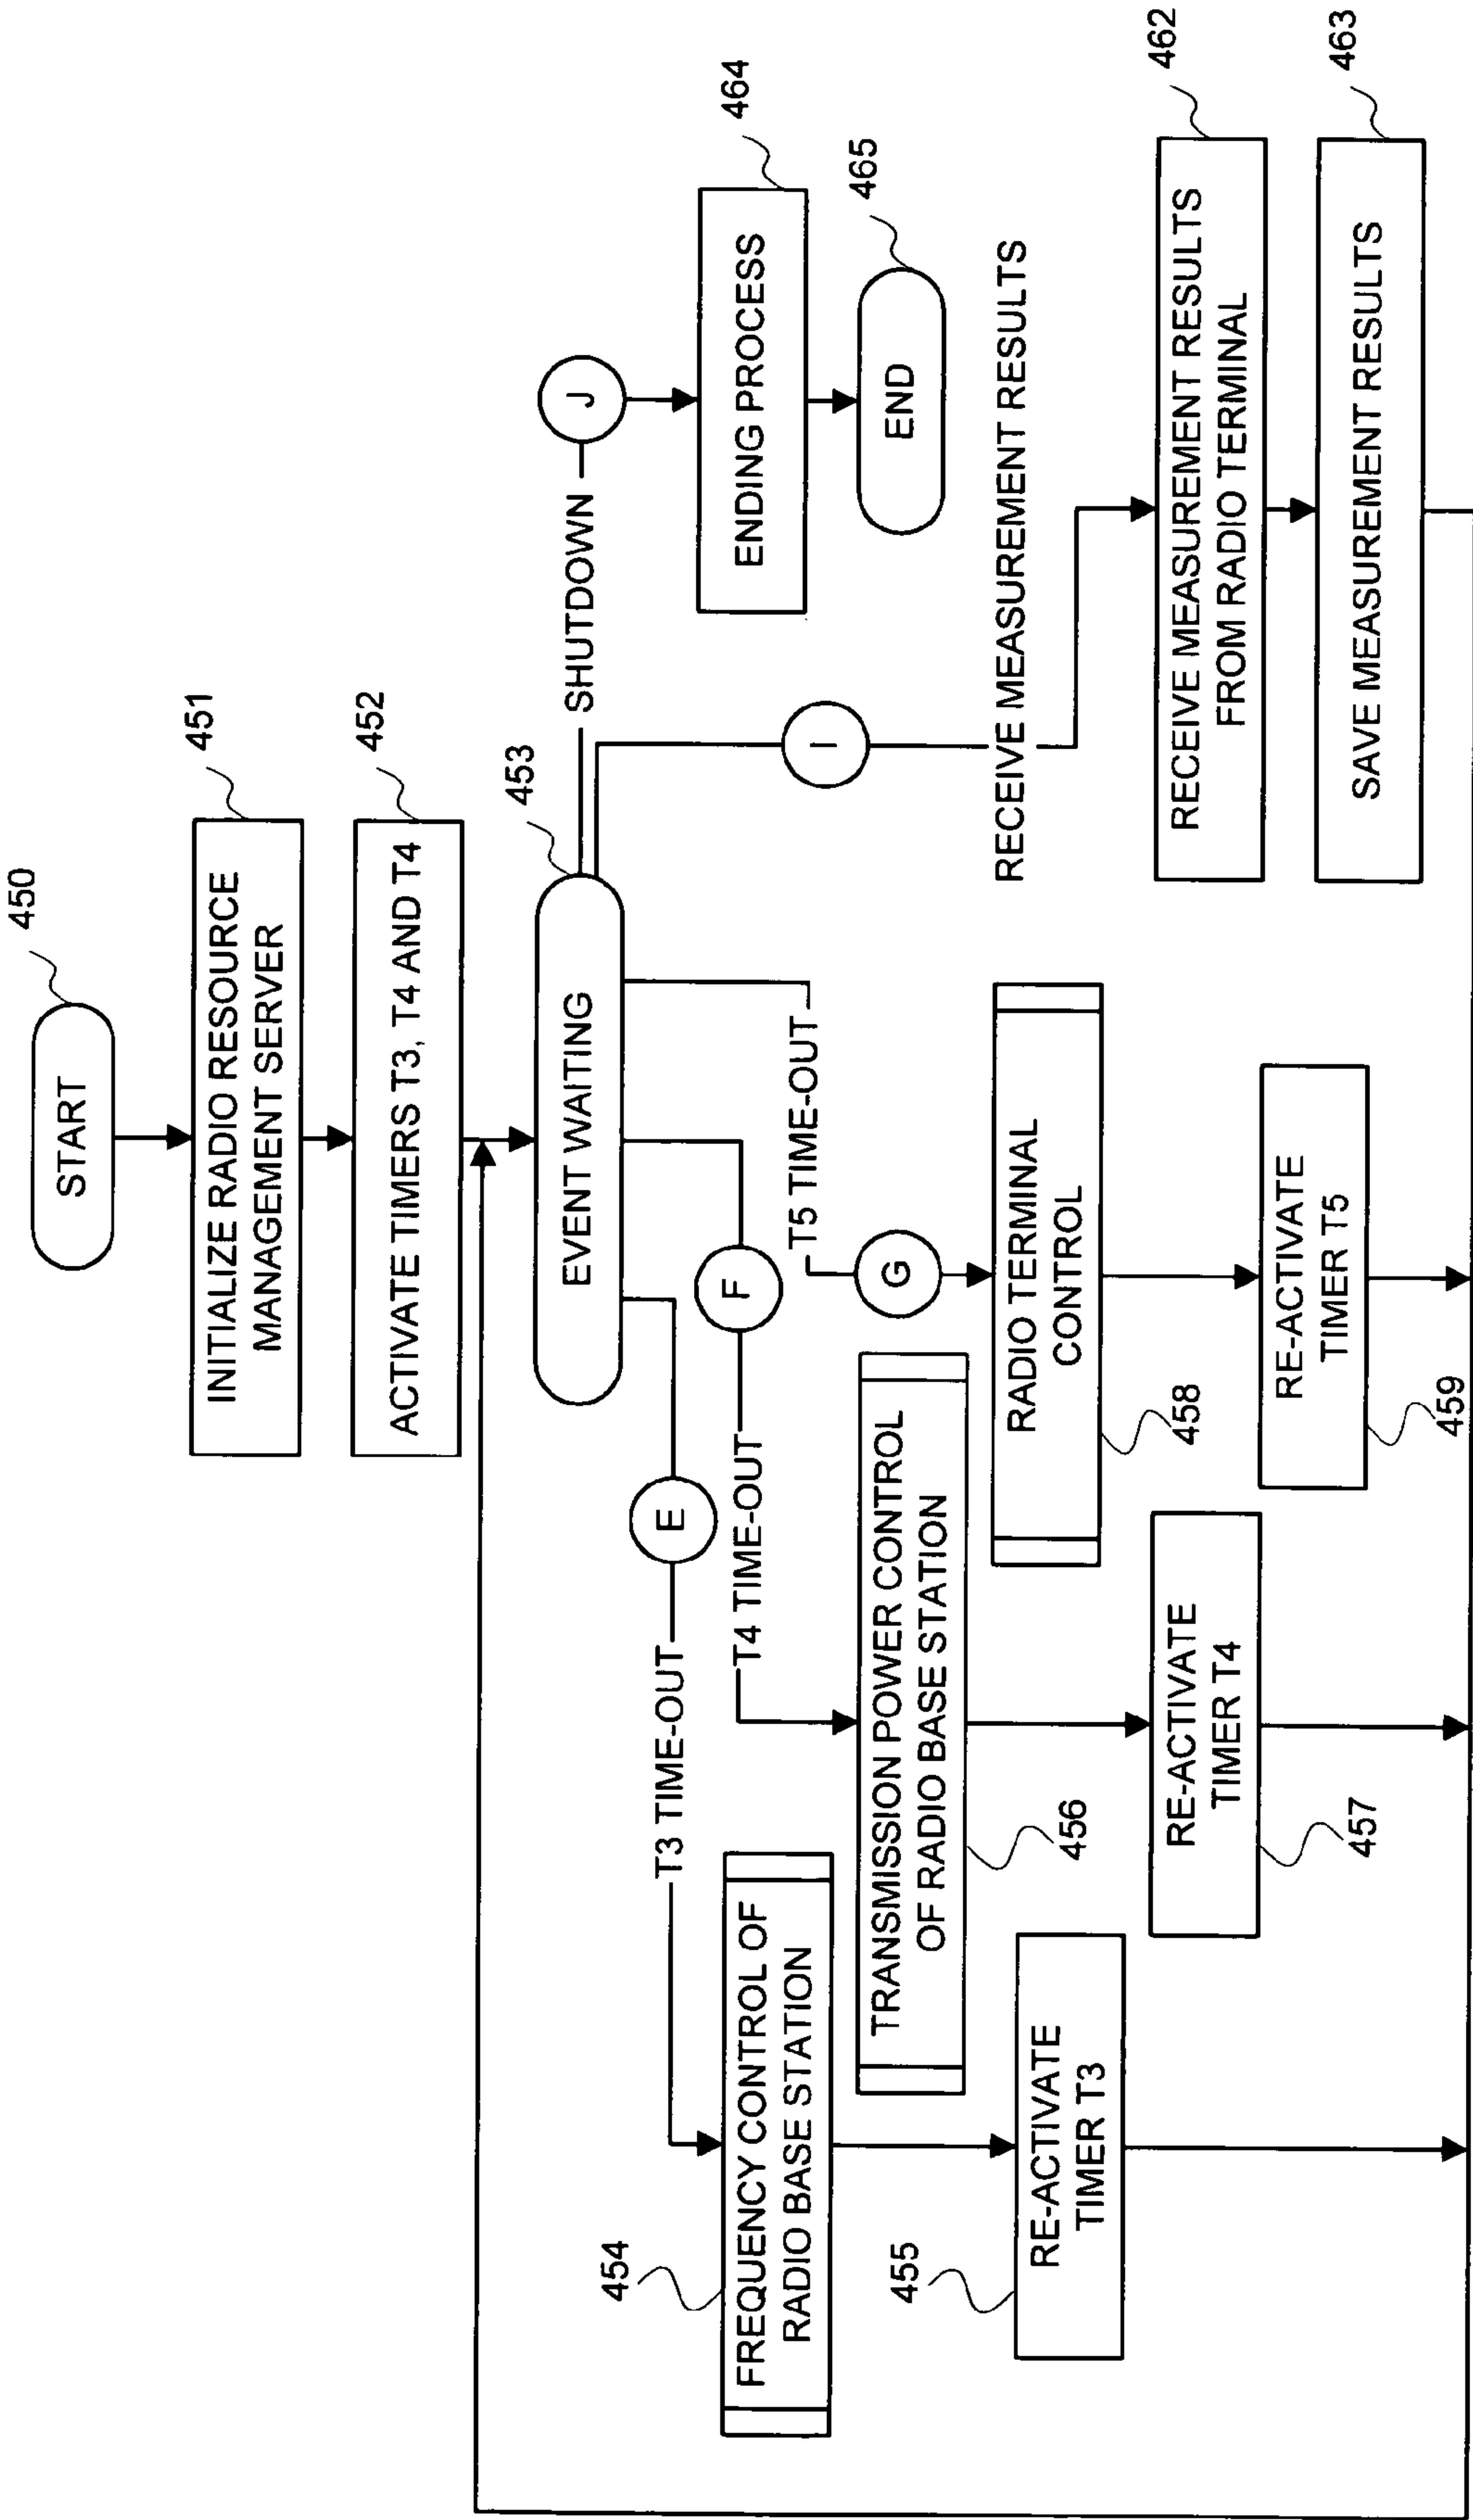 START
450
INITIALIZE RADIO RESOURCE
MANAGEMENT SERVER
451
ACTIVATE TIMERS T3, T4 AND T4
452
EVENT WAITING
453
SHUTDOWN
J
ENDING PROCESS
464
END
465
I
RECEIVE MEASUREMENT RESULTS
RECEIVE MEASUREMENT RESULTS
FROM RADIO TERMINAL
462
SAVE MEASUREMENT RESULTS
463
E
T3 TIME-OUT
FREQUENCY CONTROL OF
RADIO BASE STATION
454
RE-ACTIVATE
TIMER T3
455
F
T4 TIME-OUT
TRANSMISSION POWER CONTROL
OF RADIO BASE STATION
456
RE-ACTIVATE
TIMER T4
457
T5 TIME-OUT
G
RADIO TERMINAL
CONTROL
458
RE-ACTIVATE
TIMER T5
459